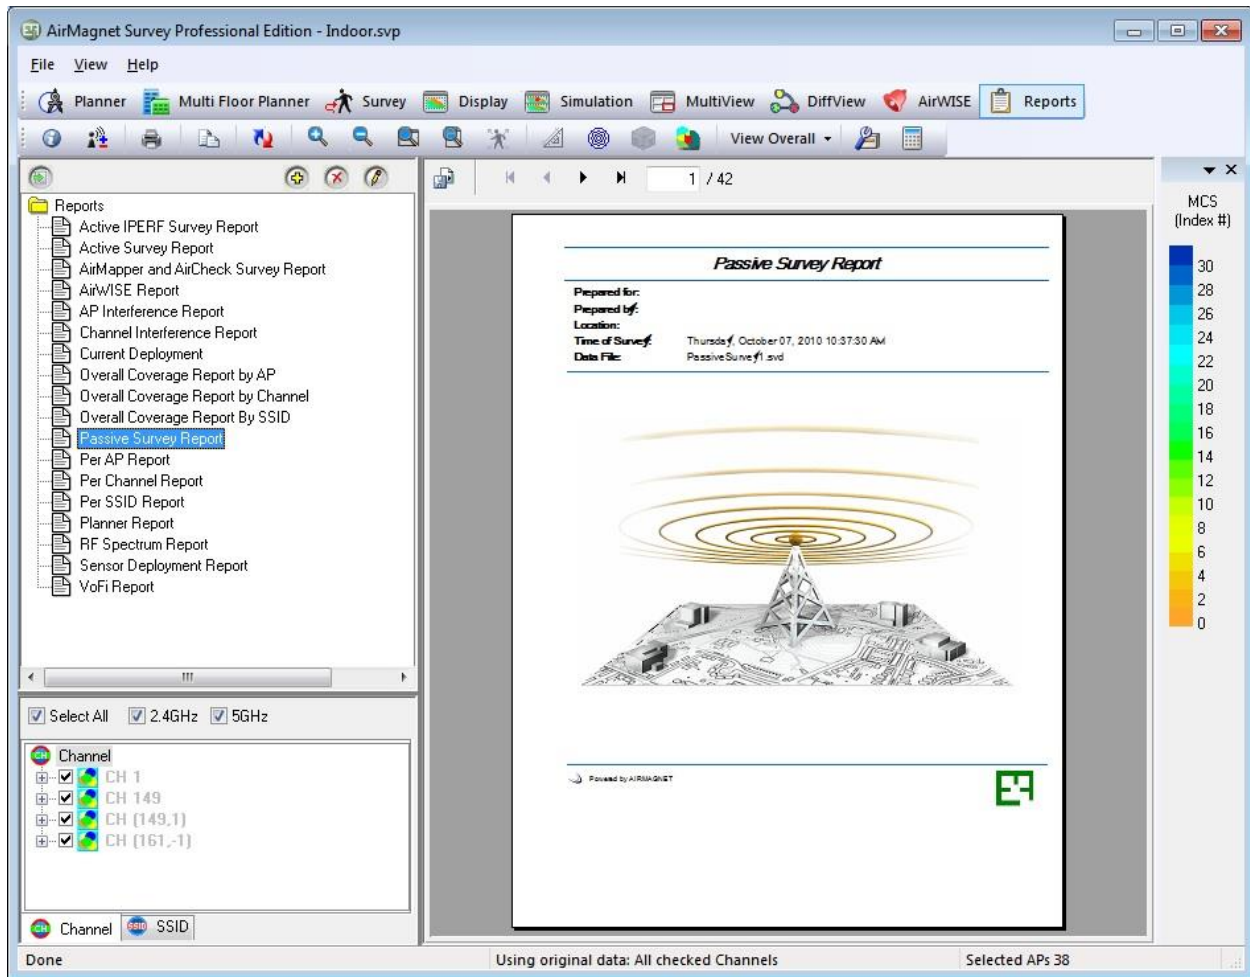 AirMagnet Survey Professional Edition - Indoor.svp
File View Help
Planner Multi Floor Planner Survey Display Simulation MultiView DiffView AirWISE Reports
View Overall
1 / 42
Reports
Active IPERF Survey Report
Active Survey Report
AirMapper and AirCheck Survey Report
AirWISE Report
AP Interference Report
Channel Interference Report
Current Deployment
Overall Coverage Report by AP
Overall Coverage Report by Channel
Overall Coverage Report By SSID
Passive Survey Report
Per AP Report
Per Channel Report
Per SSID Report
Planner Report
RF Spectrum Report
Sensor Deployment Report
VoFi Report
Select All 2.4GHz 5GHz
CH Channel
CH 1
CH 149
CH (149,1)
CH (161,-1)
CH Channel SSID SSID
Passive Survey Report
Prepared for:
Prepared by:
Location:
Time of Survey: Thursday, October 07, 2010 10:37:30 AM
Data File: PassiveSurvey1.svd
Powered by AIRMAGNET
MCS
(Index #)
30
28
26
24
22
20
18
16
14
12
10
8
6
4
2
0
Done Using original data: All checked Channels Selected APs 38